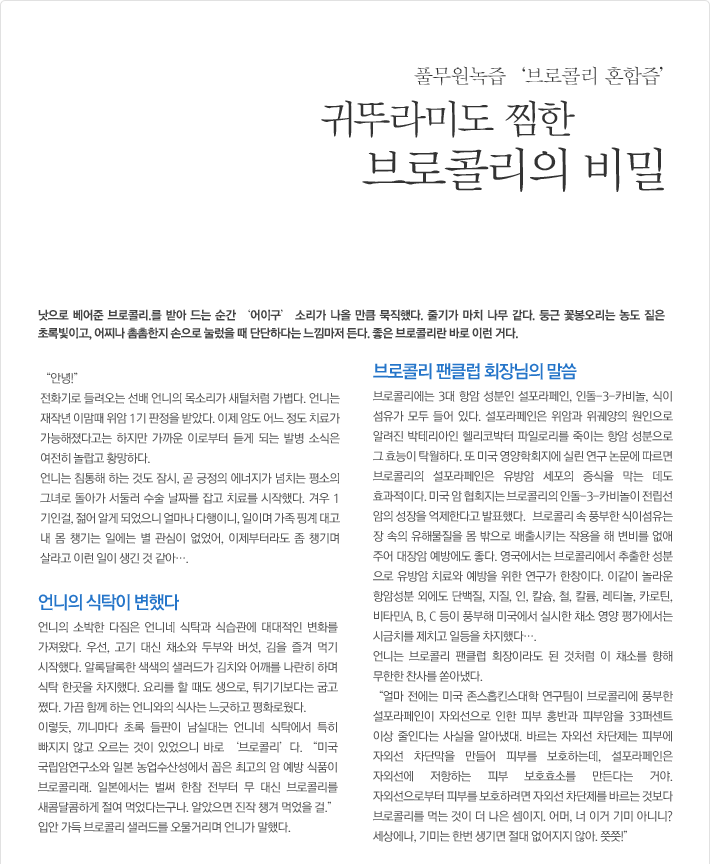 풀무원녹즙 ‘브로콜리 혼합즙’
귀뚜라미도 찜한
브로콜리의 비밀
낫으로 베어준 브로콜리.를 받아 드는 순간 ‘어이구’ 소리가 나올 만큼 묵직했다. 줄기가 마치 나무 같다. 둥근 꽃봉오리는 농도 짙은
초록빛이고, 어찌나 촘촘한지 손으로 눌렀을 때 단단하다는 느낌마저 든다. 좋은 브로콜리란 바로 이런 거다.
“안녕!”
전화기로 들려오는 선배 언니의 목소리가 새털처럼 가볍다. 언니는
재작년 이맘때 위암 1기 판정을 받았다. 이제 암도 어느 정도 치료가
가능해졌다고는 하지만 가까운 이로부터 듣게 되는 발병 소식은
여전히 놀랍고 황망하다.
언니는 침통해 하는 것도 잠시, 곧 긍정의 에너지가 넘치는 평소의
그녀로 돌아가 서둘러 수술 날짜를 잡고 치료를 시작했다. 겨우 1
기인걸, 젊어 알게 되었으니 얼마나 다행이니, 일이며 가족 핑계 대고
내 몸 챙기는 일에는 별 관심이 없었어, 이제부터라도 좀 챙기며
살라고 이런 일이 생긴 것 같아….
언니의 식탁이 변했다
언니의 소박한 다짐은 언니네 식탁과 식습관에 대대적인 변화를
가져왔다. 우선, 고기 대신 채소와 두부와 버섯, 김을 즐겨 먹기
시작했다. 알록달록한 색색의 샐러드가 김치와 어깨를 나란히 하며
식탁 한곳을 차지했다. 요리를 할 때도 생으로, 튀기기보다는 굽고
쪘다. 가끔 함께 하는 언니와의 식사는 느긋하고 평화로웠다.
이렇듯, 끼니마다 초록 들판이 남실대는 언니네 식탁에서 특히
빠지지 않고 오르는 것이 있었으니 바로 ‘브로콜리’ 다. “미국
국립암연구소와 일본 농업수산성에서 꼽은 최고의 암 예방 식품이
브로콜리래. 일본에서는 벌써 한참 전부터 무 대신 브로콜리를
새콤달콤하게 절여 먹었다는구나. 알았으면 진작 챙겨 먹었을 걸.”
입안 가득 브로콜리 샐러드를 오물거리며 언니가 말했다.
브로콜리 팬클럽 회장님의 말씀
브로콜리에는 3대 항암 성분인 설포라페인, 인돌-3-카비놀, 식이
섬유가 모두 들어 있다. 설포라페인은 위암과 위궤양의 원인으로
알려진 박테리아인 헬리코박터 파일로리를 죽이는 항암 성분으로
그 효능이 탁월하다. 또 미국 영양학회지에 실린 연구 논문에 따르면
브로콜리의 설포라페인은 유방암 세포의 증식을 막는 데도
효과적이다. 미국 암 협회지는 브로콜리의 인돌-3-카비놀이 전립선
암의 성장을 억제한다고 발표했다. 브로콜리 속 풍부한 식이섬유는
장 속의 유해물질을 몸 밖으로 배출시키는 작용을 해 변비를 없애
주어 대장암 예방에도 좋다. 영국에서는 브로콜리에서 추출한 성분
으로 유방암 치료와 예방을 위한 연구가 한창이다. 이같이 놀라운
항암성분 외에도 단백질, 지질, 인, 칼슘, 철, 칼륨, 레티놀, 카로틴,
비타민A, B, C 등이 풍부해 미국에서 실시한 채소 영양 평가에서는
시금치를 제치고 일등을 차지했다….
언니는 브로콜리 팬클럽 회장이라도 된 것처럼 이 채소를 향해
무한한 찬사를 쏟아냈다.
“얼마 전에는 미국 존스홉킨스대학 연구팀이 브로콜리에 풍부한
설포라페인이 자외선으로 인한 피부 홍반과 피부암을 33퍼센트
이상 줄인다는 사실을 알아냈대. 바르는 자외선 차단제는 피부에
자외선 차단막을 만들어 피부를 보호하는데, 설포라페인은
자외선에 저항하는 피부 보호효소를 만든다는 거야.
자외선으로부터 피부를 보호하려면 자외선 차단제를 바르는 것보다
브로콜리를 먹는 것이 더 나은 셈이지. 어머, 너 이거 기미 아니니?
세상에나, 기미는 한번 생기면 절대 없어지지 않아. 쯧쯧!”